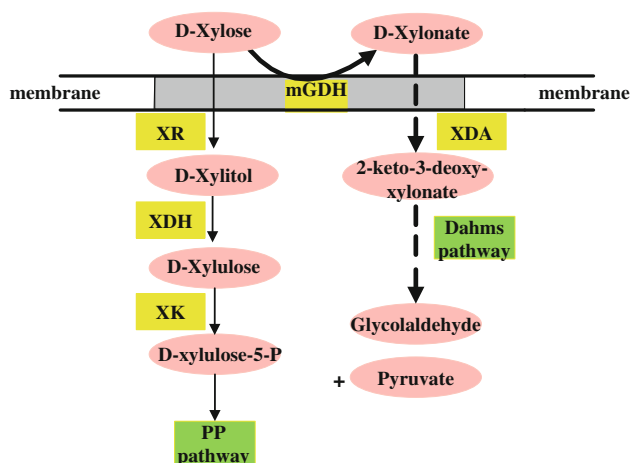 D-Xylose
D-Xylonate
membrane
mGDH
membrane
XR
XDA
D-Xylitol
2-keto-3-deoxy-
xylonate
XDH
Dahms
pathway
D-Xylulose
XK
Glycolaldehyde
D-xylulose-5-P
+
Pyruvate
PP
pathway